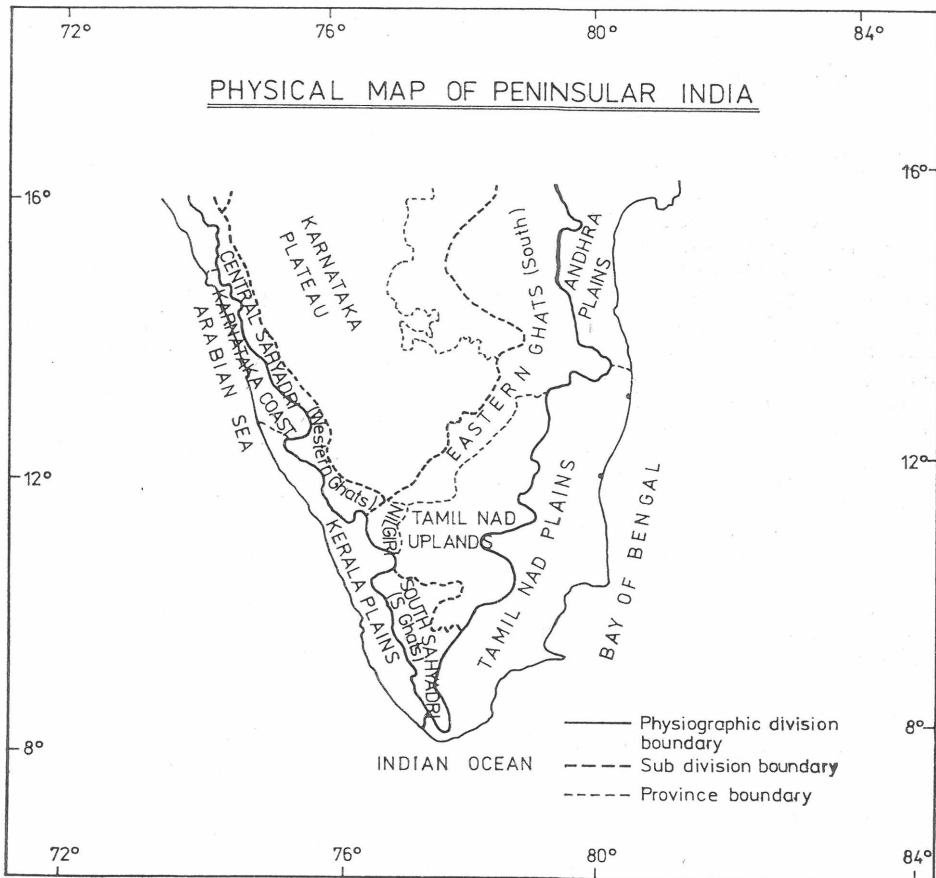 72°
76°
80°
84°
PHYSICAL MAP OF PENINSULAR INDIA
16°
16°
KARNATAKA
PLATEAU
CENTRAL SAHYADRI
(Western Ghats)
KARNATAKA COAST
ARABIAN SEA
EASTERN GHATS (South)
ANDHRA
PLAINS
12°
12°
NILGIRI
TAMIL NAD
UPLANDS
TAMIL NAD PLAINS
BAY OF BENGAL
KERALA PLAINS
SOUTH SAHYADRI
(S Ghats)
8°
8°
INDIAN OCEAN
Physiographic division
boundary
Sub division boundary
Province boundary
72°
76°
80°
84°